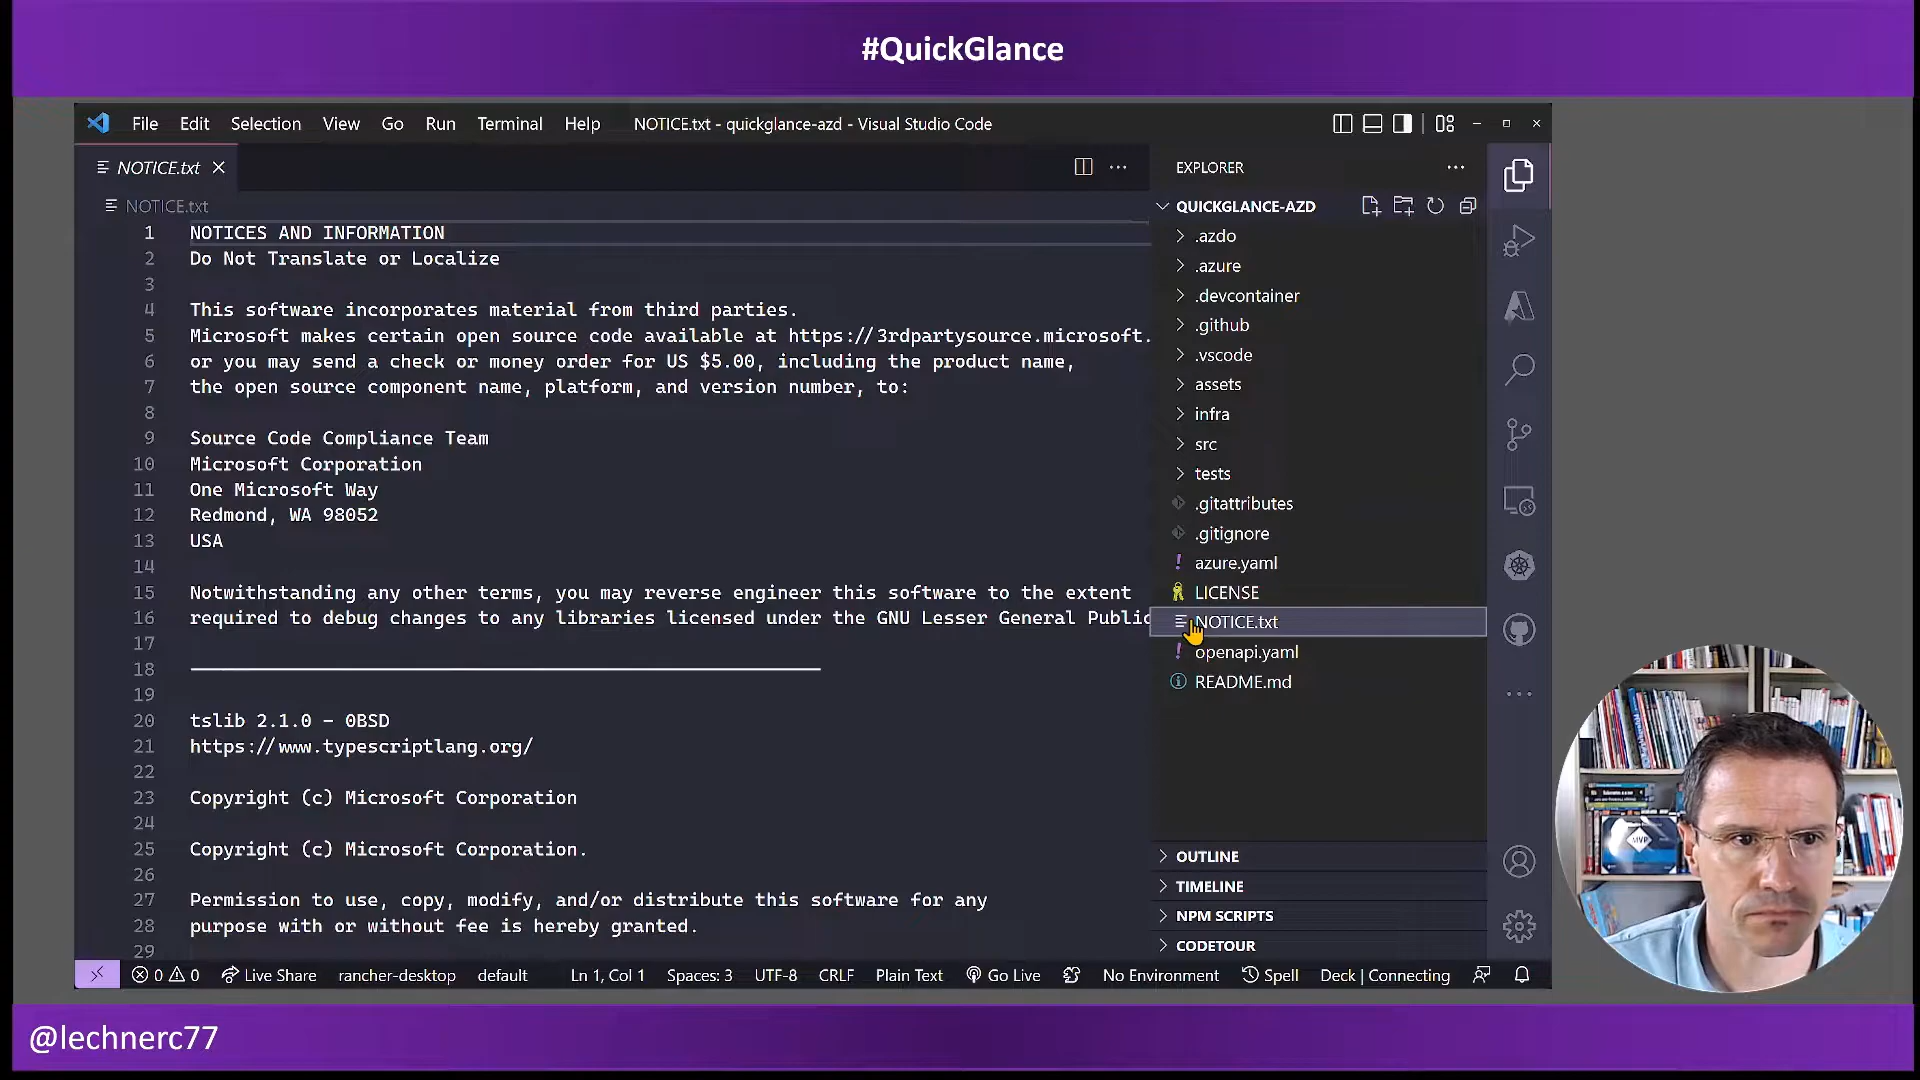 #QuickGlance
File Edit Selection View Go Run Terminal Help NOTICE.txt - quickglance-azd - Visual Studio Code
NOTICE.txt
NOTICE.txt
1 NOTICES AND INFORMATION
2 Do Not Translate or Localize
3
4 This software incorporates material from third parties.
5 Microsoft makes certain open source code available at https://3rdpartysource.microsoft.
6 or you may send a check or money order for US $5.00, including the product name,
7 the open source component name, platform, and version number, to:
8
9 Source Code Compliance Team
10 Microsoft Corporation
11 One Microsoft Way
12 Redmond, WA 98052
13 USA
14
15 Notwithstanding any other terms, you may reverse engineer this software to the extent
16 required to debug changes to any libraries licensed under the GNU Lesser General Public
17
18
19
20 tslib 2.1.0 - 0BSD
21 https://www.typescriptlang.org/
22
23 Copyright (c) Microsoft Corporation
24
25 Copyright (c) Microsoft Corporation.
26
27 Permission to use, copy, modify, and/or distribute this software for any
28 purpose with or without fee is hereby granted.
29
EXPLORER
QUICKGLANCE-AZD
.azdo
.azure
.devcontainer
.github
.vscode
assets
infra
src
tests
.gitattributes
.gitignore
azure.yaml
LICENSE
NOTICE.txt
openapi.yaml
README.md
OUTLINE
TIMELINE
NPM SCRIPTS
CODETOUR
0 0 Live Share rancher-desktop default Ln 1, Col 1 Spaces: 3 UTF-8 CRLF Plain Text Go Live No Environment Spell Deck | Connecting
MVP
@lechnerc77